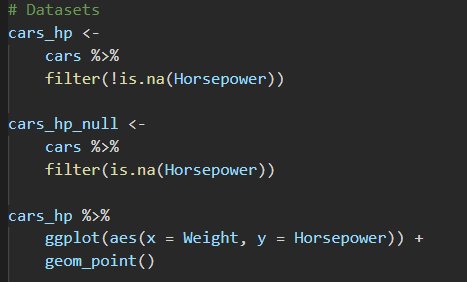 # Datasets
cars_hp <-
    cars %>%
    filter(!is.na(Horsepower))

cars_hp_null <-
    cars %>%
    filter(is.na(Horsepower))

cars_hp %>%
    ggplot(aes(x = Weight, y = Horsepower)) +
    geom_point()